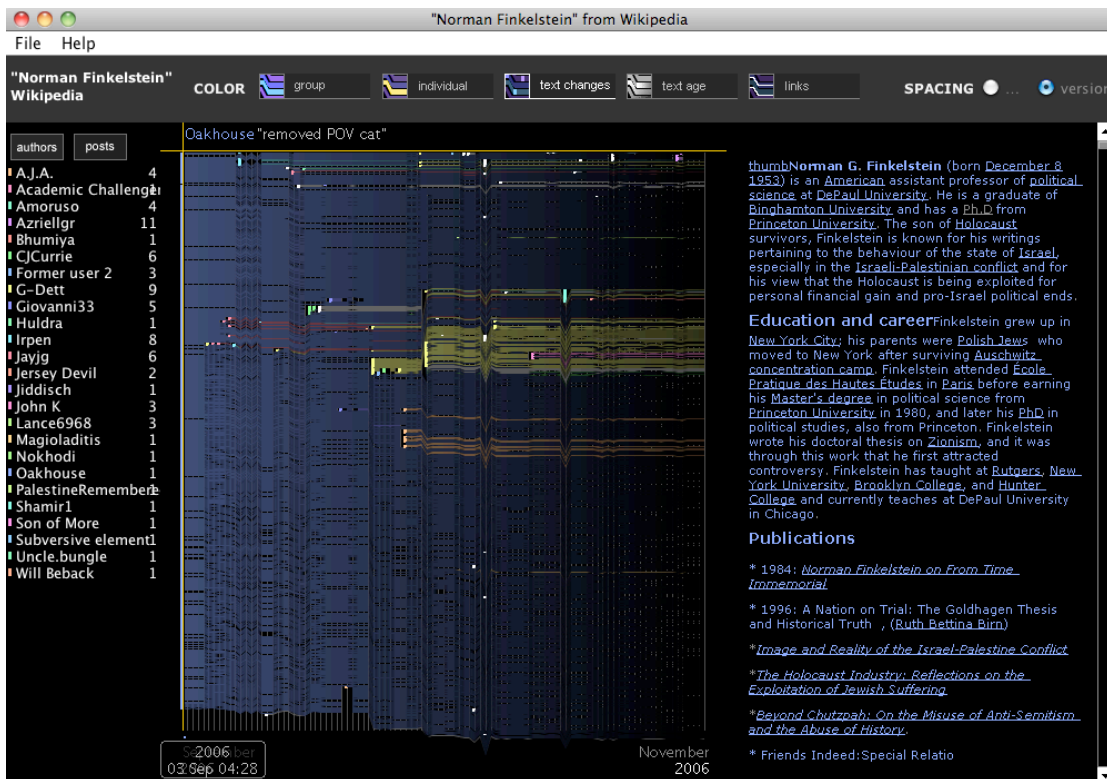 "Norman Finkelstein" from Wikipedia
File Help
"Norman Finkelstein"
Wikipedia
COLOR group individual text changes text age links SPACING ... version
authors posts
Oakhouse "removed POV cat"
A.J.A. 4
Academic Challenger
Amoruso 4
Azriellgr 11
Bhumiya 1
CJCurrie 6
Former user 2 3
G-Dett 9
Giovanni33 5
Huldra 1
Irpen 8
Jayjg 6
Jersey Devil 2
Jiddisch 1
John K 3
Lance6968 3
Magioladitis 1
Nokhodi 1
Oakhouse 1
PalestineRemembere
Shamir1 1
Son of More 1
Subversive element1
Uncle.bungle 1
Will Beback 1
2006
03 Sep 04:28
November
2006
thumbNorman G. Finkelstein (born December 8
1953) is an American assistant professor of political
science at DePaul University. He is a graduate of
Binghamton University and has a Ph.D from
Princeton University. The son of Holocaust
survivors, Finkelstein is known for his writings
pertaining to the behaviour of the state of Israel,
especially in the Israeli-Palestinian conflict and for
his view that the Holocaust is being exploited for
personal financial gain and pro-Israel political ends.
Education and careerFinkelstein grew up in
New York City; his parents were Polish Jews who
moved to New York after surviving Auschwitz
concentration camp. Finkelstein attended École
Pratique des Hautes Études in Paris before earning
his Master's degree in political science from
Princeton University in 1980, and later his PhD in
political studies, also from Princeton. Finkelstein
wrote his doctoral thesis on Zionism, and it was
through this work that he first attracted
controversy. Finkelstein has taught at Rutgers, New
York University, Brooklyn College, and Hunter
College and currently teaches at DePaul University
in Chicago.
Publications
* 1984: Norman Finkelstein on From Time
Immemorial
* 1996: A Nation on Trial: The Goldhagen Thesis
and Historical Truth , (Ruth Bettina Birn)
*Image and Reality of the Israel-Palestine Conflict
*The Holocaust Industry: Reflections on the
Exploitation of Jewish Suffering
*Beyond Chutzpah: On the Misuse of Anti-Semitism
and the Abuse of History.
* Friends Indeed:Special Relatio